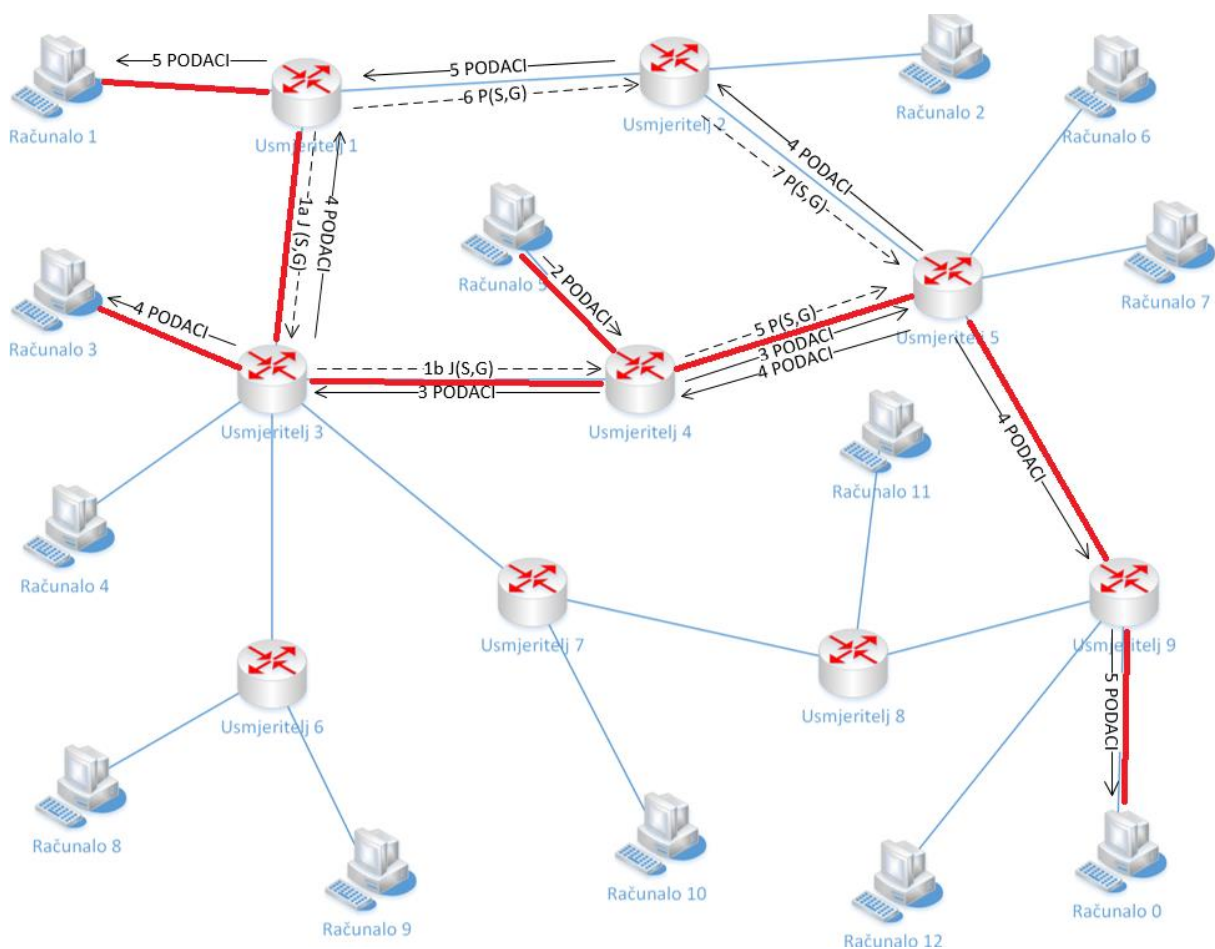 5 PODACI
5 PODACI
6 P(S,G)
Računalo 1
Usmjeritelj 1
Usmjeritelj 2
Računalo 2
Računalo 6
4 PODACI
7 P(S,G)
1a J (S,G)
4 PODACI
2 PODACI
Računalo 5
Računalo 7
Računalo 3
4 PODACI
5 P(S,G)
3 PODACI
4 PODACI
Usmjeritelj 5
1b J(S,G)
3 PODACI
Usmjeritelj 3
Usmjeritelj 4
4 PODACI
Računalo 11
Računalo 4
Usmjeritelj 7
Usmjeritelj 9
Usmjeritelj 6
Usmjeritelj 8
5 PODACI
Računalo 8
Računalo 9
Računalo 10
Računalo 12
Računalo 0